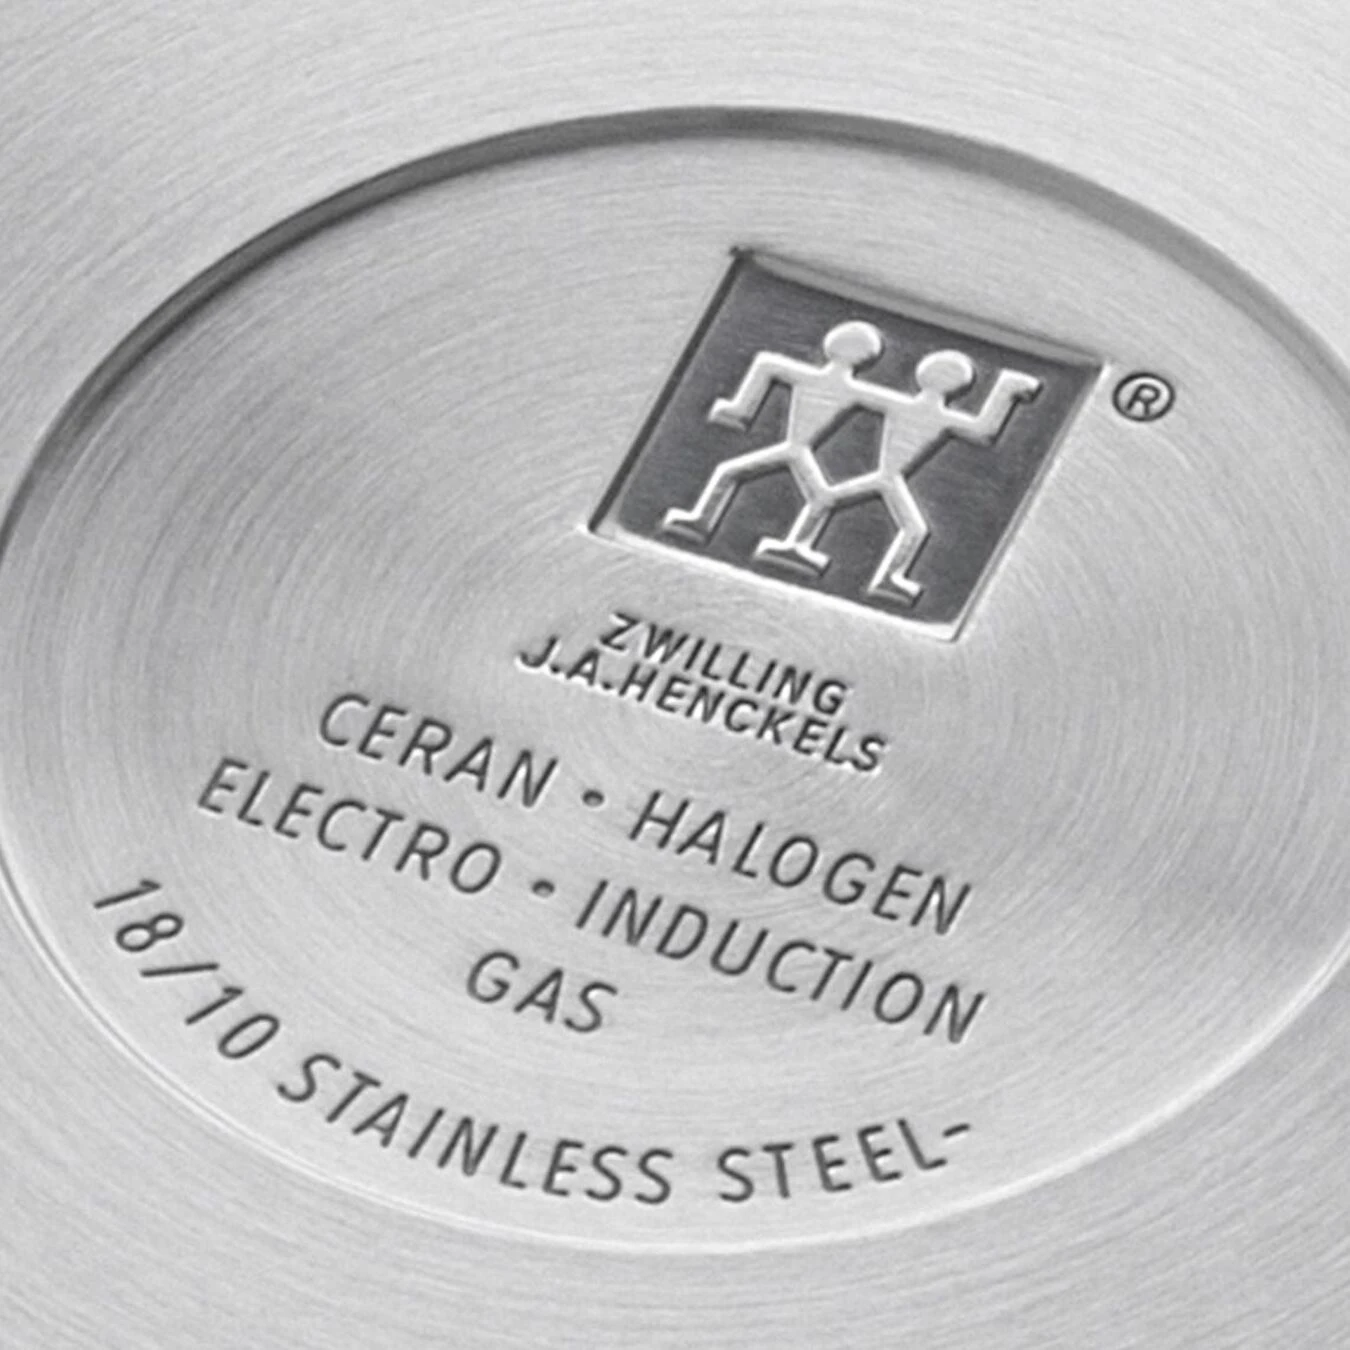 ®
ZWILLING
J.A.HENCKELS
CERAN • HALOGEN
ELECTRO • INDUCTION
GAS
18/10 STAINLESS STEEL-